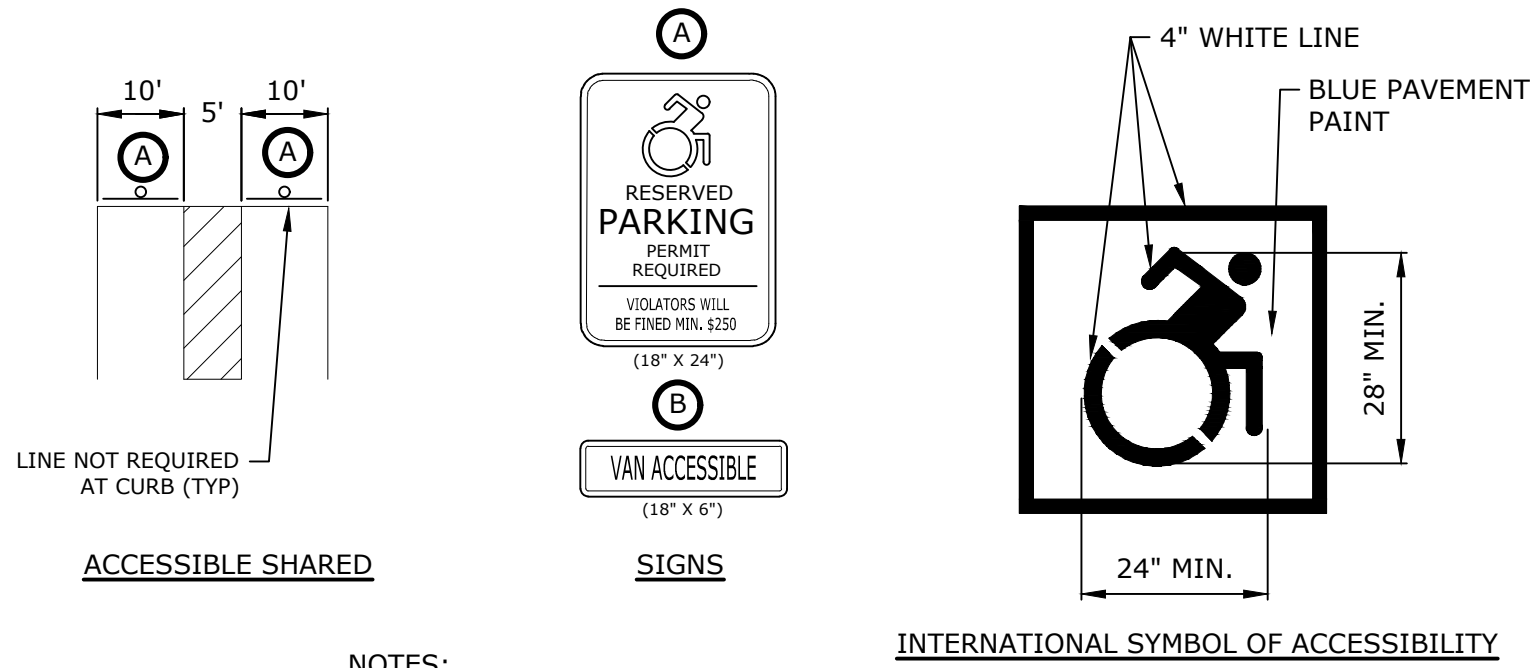 10'
5'
10'
A
A
LINE NOT REQUIRED
AT CURB (TYP)
ACCESSIBLE SHARED
A
RESERVED
PARKING
PERMIT
REQUIRED
VIOLATORS WILL
BE FINED MIN. $250
(18" X 24")
B
VAN ACCESSIBLE
(18" X 6")
SIGNS
4" WHITE LINE
BLUE PAVEMENT
PAINT
28" MIN.
24" MIN.
INTERNATIONAL SYMBOL OF ACCESSIBILITY
NOTES: